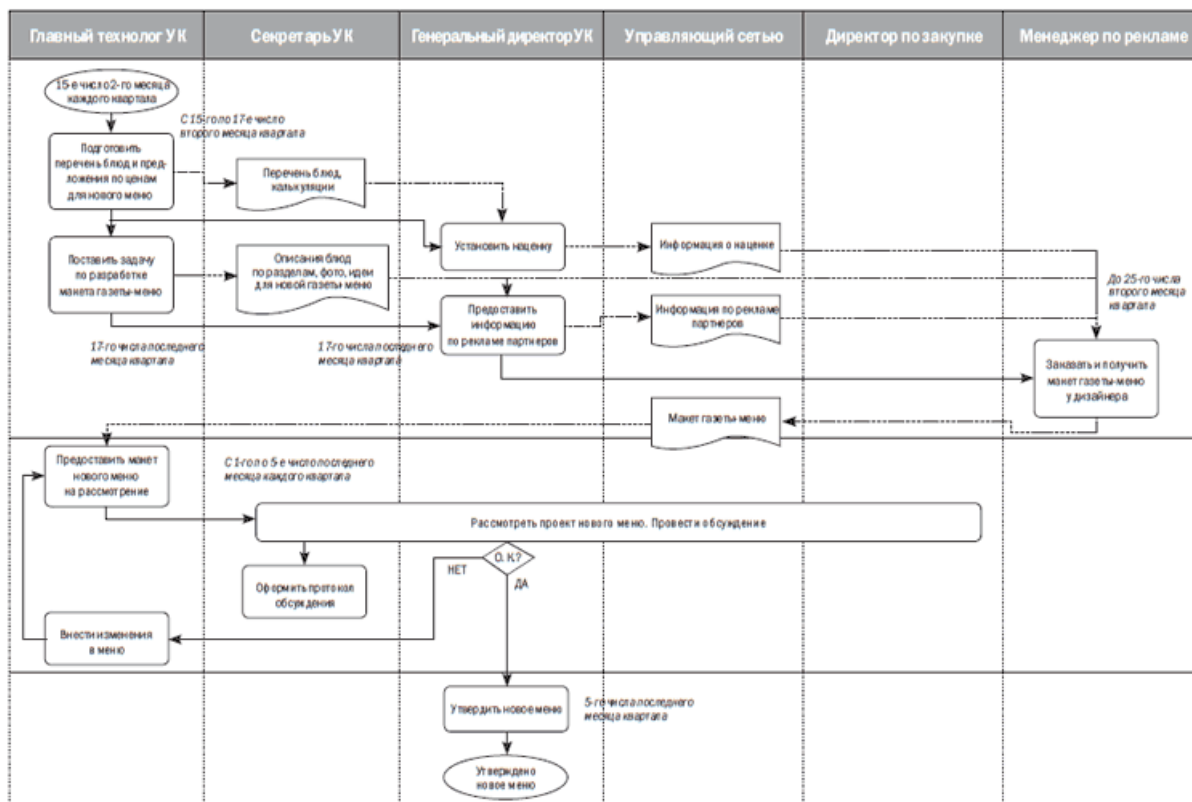 Главный технолог УК
Секретарь УК
Генеральный директор УК
Управляющий сетью
Директор по закупке
Менеджер по рекламе
15-е число 2-го месяца
каждого квартала
С 15-го по 17-е число
второго месяца квартала
Подготовить
перечень блюд и пред-
ложения по ценам
для нового меню
Перечень блюд,
калькуляции
Установить наценку
Информация о наценке
Поставить задачу
по разработке
макета газеты-меню
Описания блюд
по разделам, фото, идеи
для новой газеты-меню
До 25-го числа
второго месяца
квартала
Предоставить
информацию
по рекламе партнеров
Информация по рекламе
партнеров
17-го числа последнего
месяца квартала
17-го числа последнего
месяца квартала
Заказать и получить
макет газеты-меню
у дизайнера
Макет газеты-меню
Предоставить макет
нового меню
на рассмотрение
С 1-го по 5-е число последнего
месяца каждого квартала
Рассмотреть проект нового меню. Провести обсуждение
О. К.?
НЕТ
ДА
Оформить протокол
обсуждения
Внести изменения
в меню
Утвердить новое меню
5-го числа последнего
месяца квартала
Утверждено
новое меню